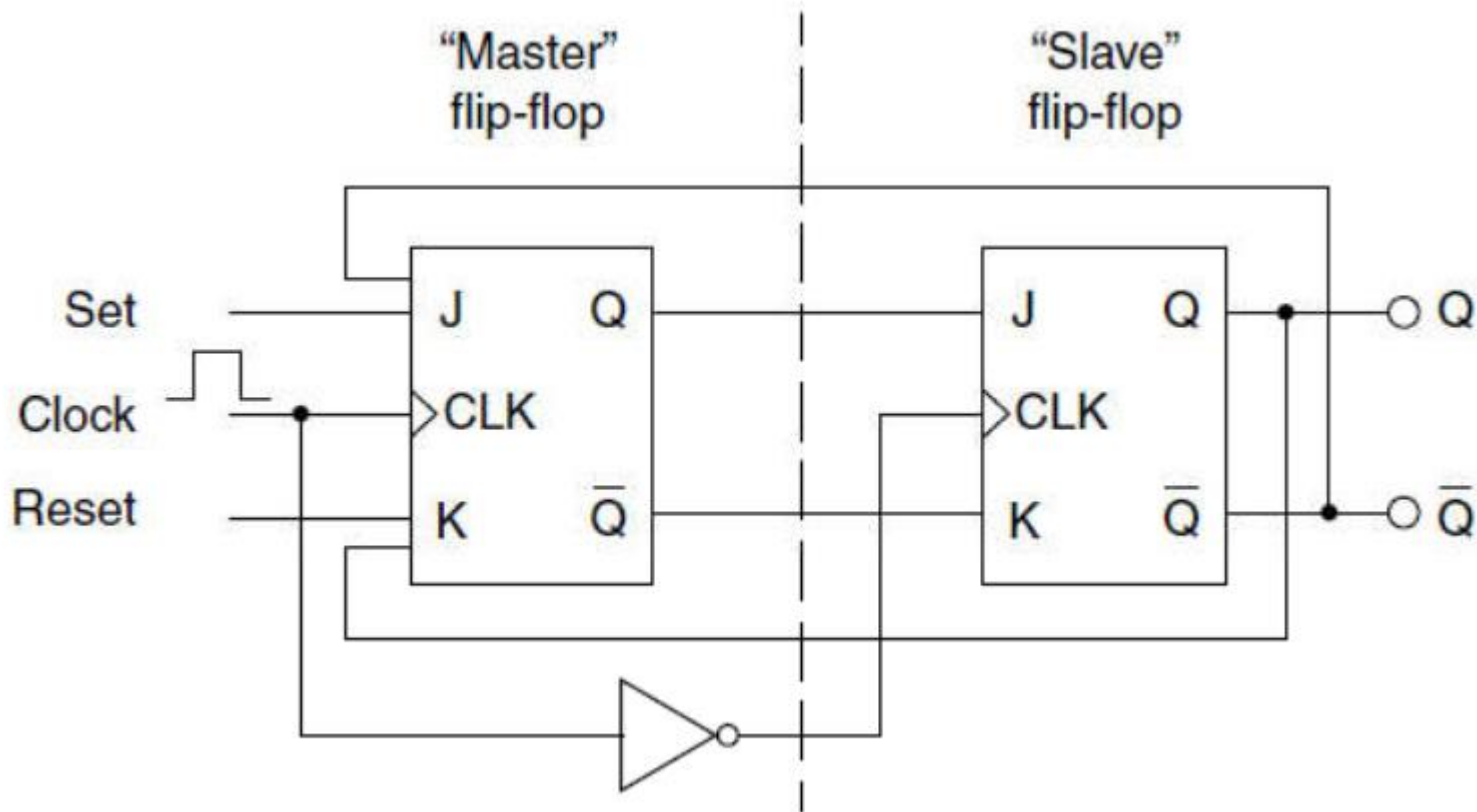 “Master”
flip-flop
“Slave”
flip-flop
Set
J
Q
J
Q
Q
Clock
CLK
CLK
Reset
K
Q̅
K
Q̅
Q̅